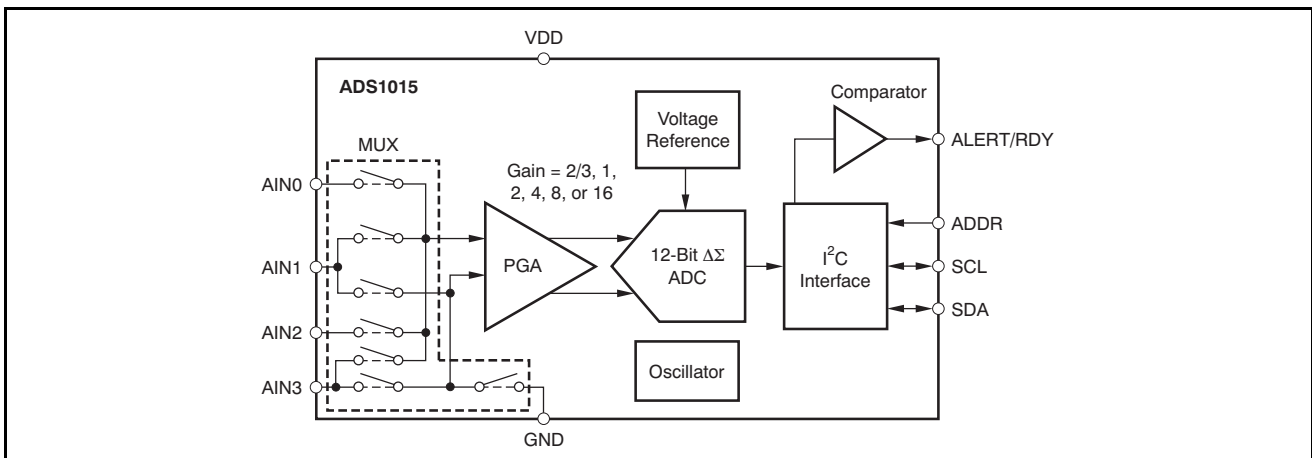 VDD
ADS1015
Comparator
Voltage
Reference
ALERT/RDY
MUX
Gain = 2/3, 1,
2, 4, 8, or 16
AIN0
ADDR
AIN1
PGA
12-Bit ΔΣ
ADC
I²C
Interface
SCL
SDA
AIN2
Oscillator
AIN3
GND